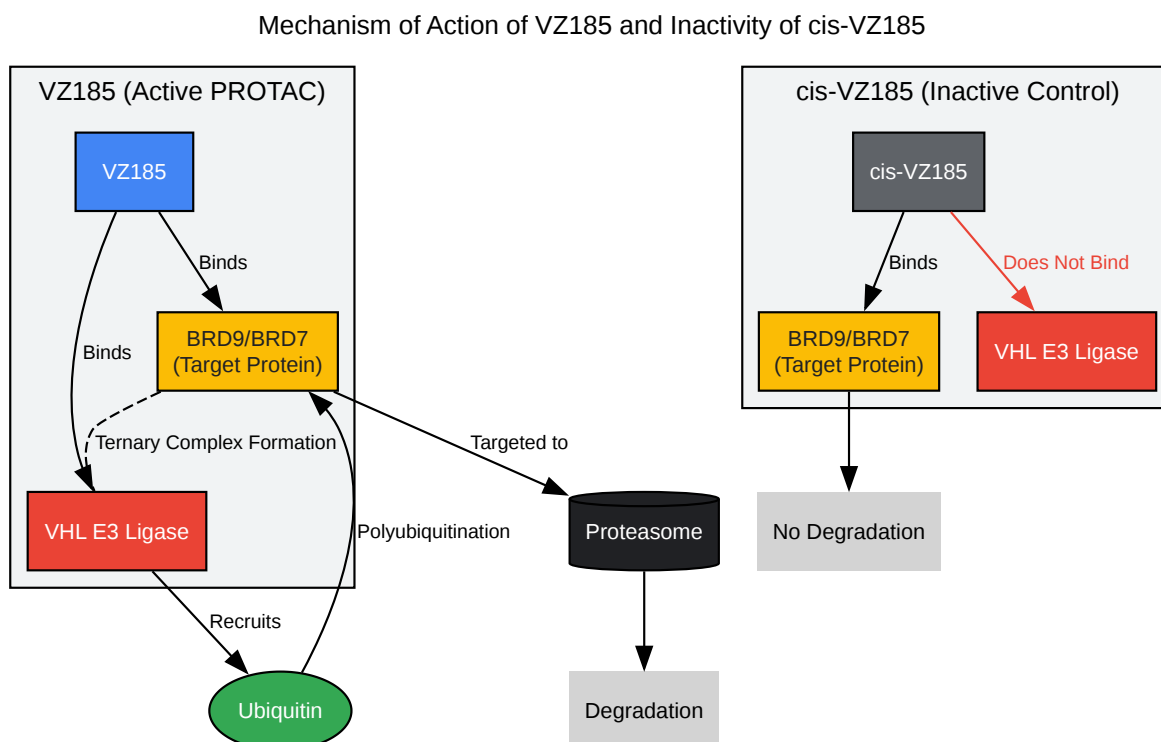 Mechanism of Action of VZ185 and Inactivity of cis-VZ185
VZ185 (Active PROTAC)
VZ185
Binds
BRD9/BRD7
(Target Protein)
Binds
Ternary Complex Formation
VHL E3 Ligase
Recruits
Ubiquitin
Polyubiquitination
Targeted to
Proteasome
Degradation
cis-VZ185 (Inactive Control)
cis-VZ185
Binds
Does Not Bind
BRD9/BRD7
(Target Protein)
VHL E3 Ligase
No Degradation